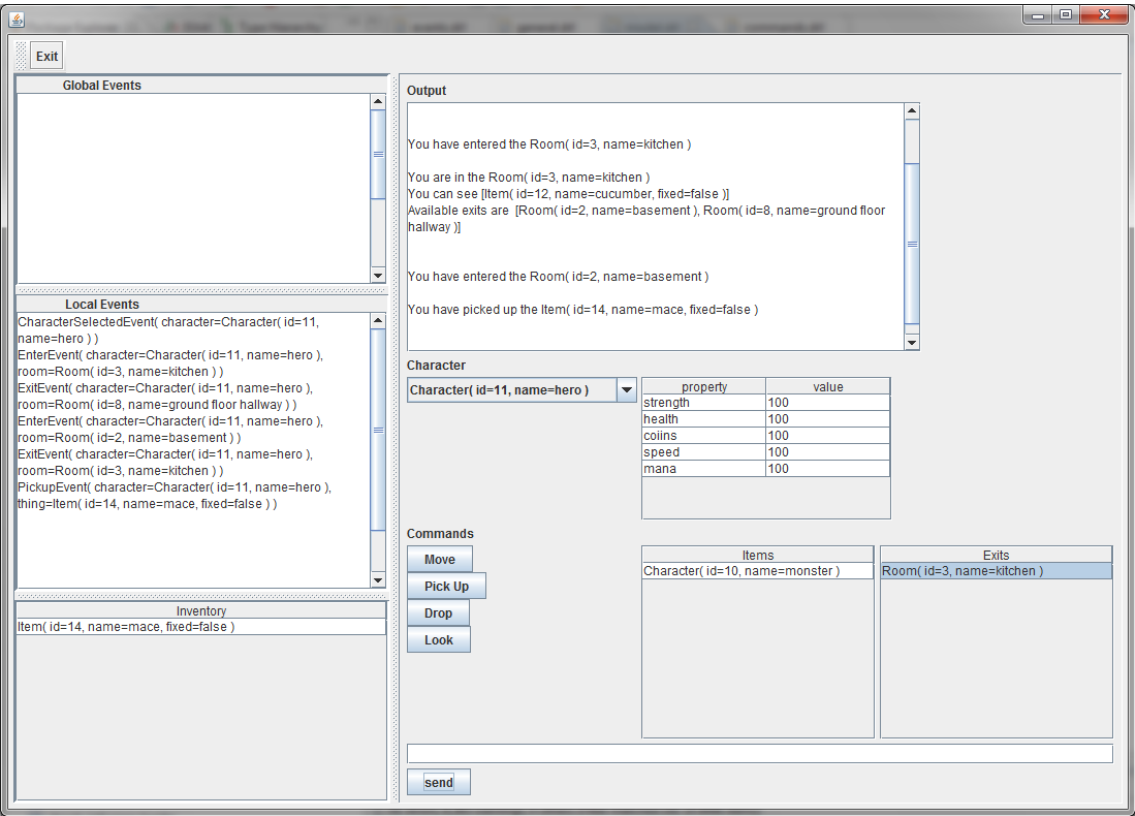 Exit
Global Events
Local Events
CharacterSelectedEvent( character=Character( id=11,
name=hero ) )
EnterEvent( character=Character( id=11, name=hero ),
room=Room( id=3, name=kitchen ) )
ExitEvent( character=Character( id=11, name=hero ),
room=Room( id=8, name=ground floor hallway ) )
EnterEvent( character=Character( id=11, name=hero ),
room=Room( id=2, name=basement ) )
ExitEvent( character=Character( id=11, name=hero ),
room=Room( id=3, name=kitchen ) )
PickupEvent( character=Character( id=11, name=hero ),
thing=Item( id=14, name=mace, fixed=false ) )
Inventory
Item( id=14, name=mace, fixed=false )
Output
You have entered the Room( id=3, name=kitchen )
You are in the Room( id=3, name=kitchen )
You can see [Item( id=12, name=cucumber, fixed=false )]
Available exits are  [Room( id=2, name=basement ), Room( id=8, name=ground floor
hallway )]
You have entered the Room( id=2, name=basement )
You have picked up the Item( id=14, name=mace, fixed=false )
Character
Character( id=11, name=hero )
property value
strength 100
health 100
coiins 100
speed 100
mana 100
Commands
Move
Pick Up
Drop
Look
Items
Character( id=10, name=monster )
Exits
Room( id=3, name=kitchen )
send